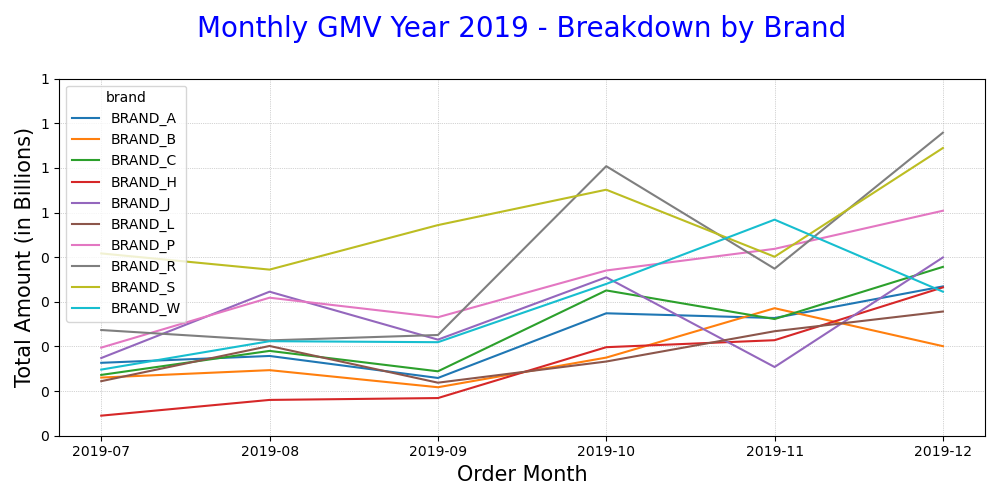 Monthly GMV Year 2019 - Breakdown by Brand
Total Amount (in Billions)
1
1
1
1
0
0
0
0
0
brand
BRAND_A
BRAND_B
BRAND_C
BRAND_H
BRAND_J
BRAND_L
BRAND_P
BRAND_R
BRAND_S
BRAND_W
2019-07 2019-08 2019-09 2019-10 2019-11 2019-12
Order Month